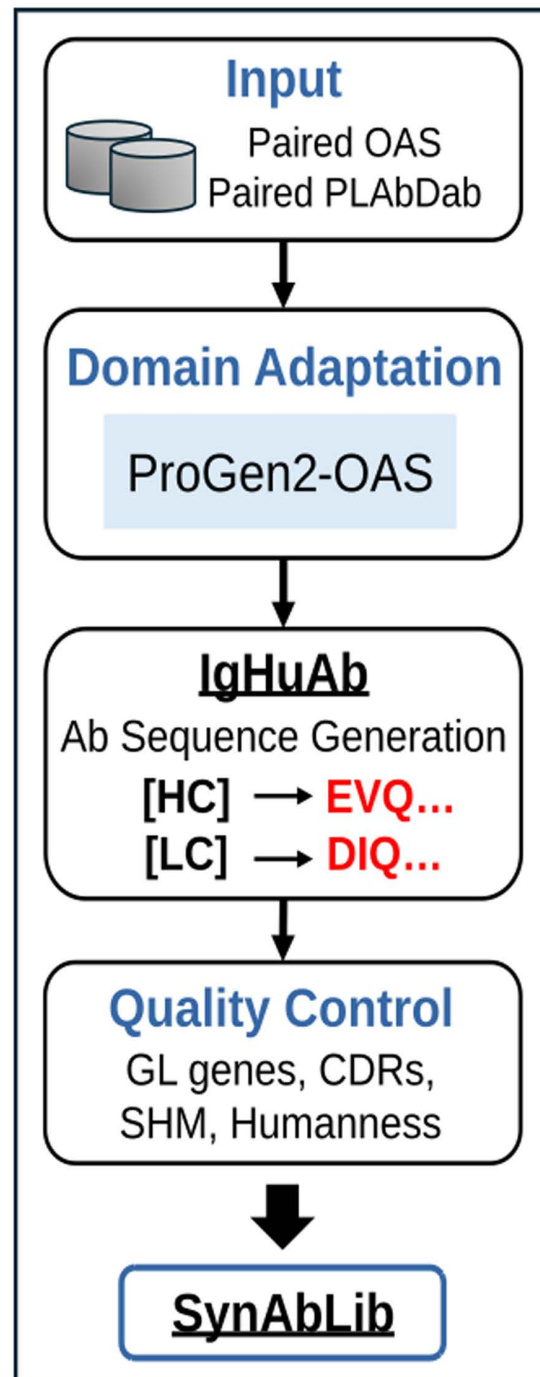 Input
Paired OAS
Paired PLAbDab
Domain Adaptation
ProGen2-OAS
IgHuAb
Ab Sequence Generation
[HC] → EVQ...
[LC] → DIQ...
Quality Control
GL genes, CDRs,
SHM, Humanness
SynAbLib